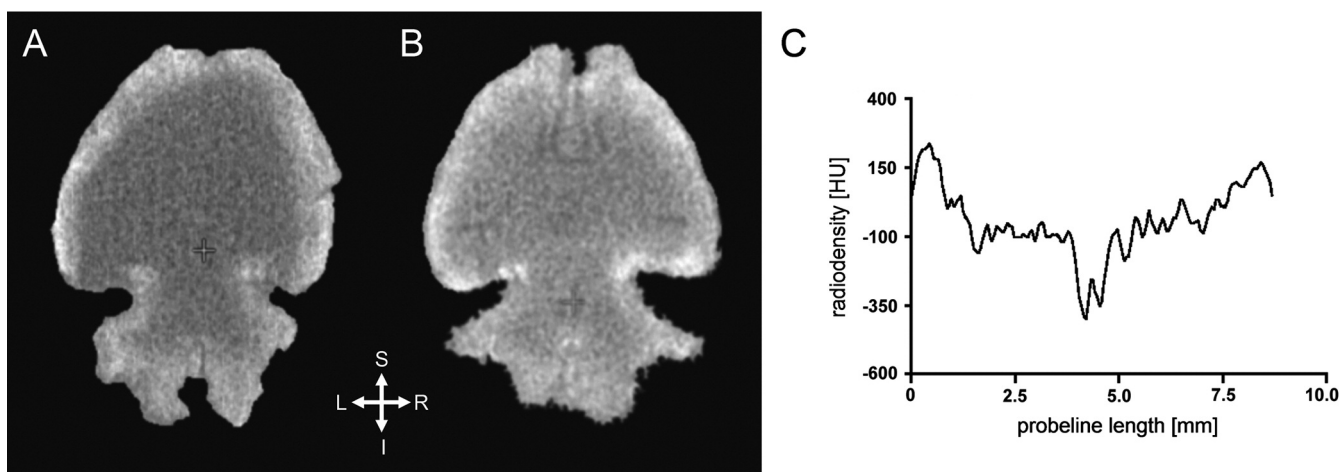 A
B
C
S
L R
I
radiodensity [HU]
400
150
-100
-350
-600
0 2.5 5.0 7.5 10.0
probeline length [mm]